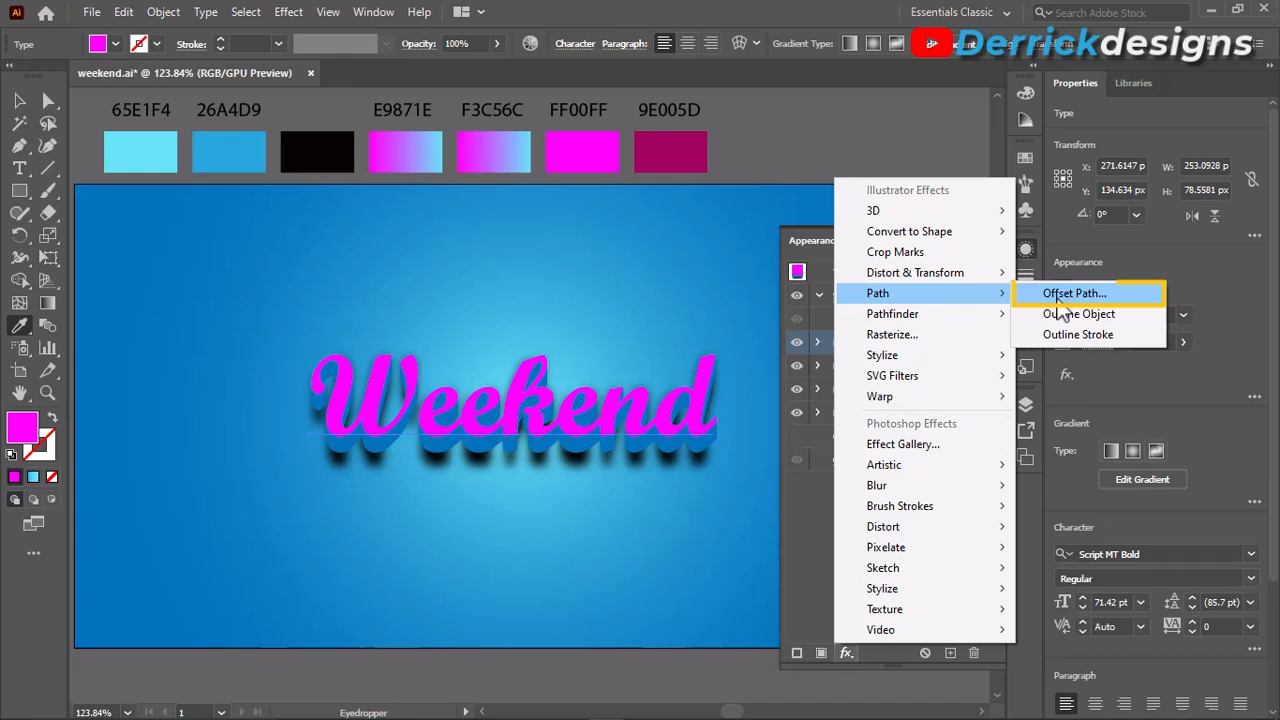 Ai File Edit Object Type Select Effect View Window Help Essentials Classic Search Adobe Stock
Type Stroke: Opacity: 100% Character Paragraph: Gradient Type:
Derrickdesigns
weekend.ai* @ 123.84% (RGB/GPU Preview)
65E1F4 26A4D9 E9871E F3C56C FF00FF 9E005D
Weekend
Illustrator Effects
3D
Convert to Shape
Crop Marks
Distort & Transform
Path
Pathfinder
Rasterize...
Stylize
SVG Filters
Warp
Photoshop Effects
Effect Gallery...
Artistic
Blur
Brush Strokes
Distort
Pixelate
Sketch
Stylize
Texture
Video
fx
Offset Path...
Outline Object
Outline Stroke
Properties Libraries
Type
Transform
X: 271.6147 p W: 253.0928 p
Y: 134.634 px H: 78.5581 px
0°
Appearance
fx
Gradient
Type:
Edit Gradient
Character
Script MT Bold
Regular
71.42 pt (85.7 pt)
Auto 0
Paragraph
123.84% 1 Eyedropper